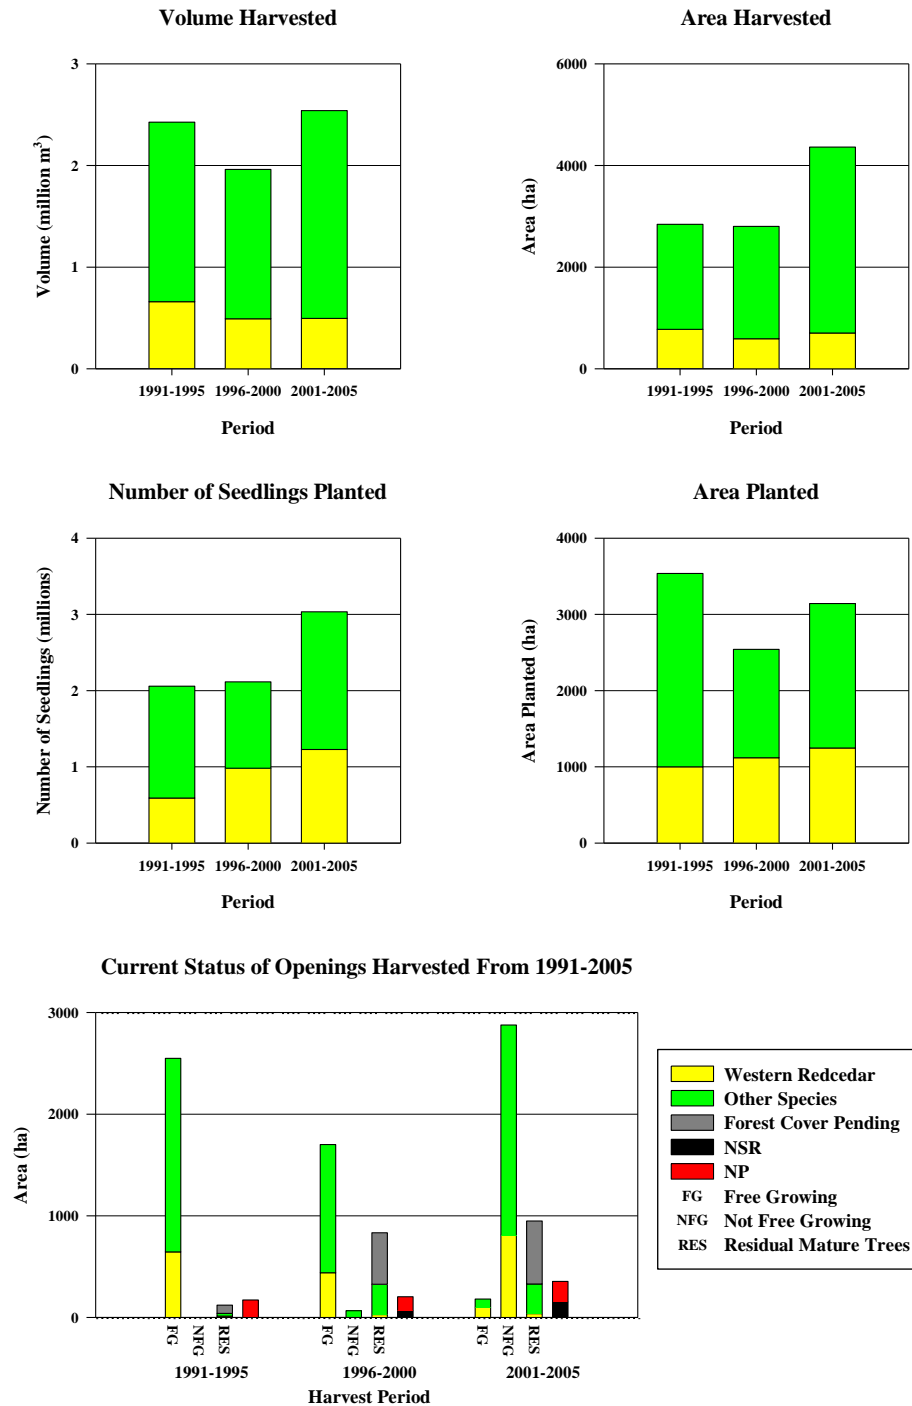 Volume Harvested
3
2
1
0
Volume (million m³)
1991-1995 1996-2000 2001-2005
Period
Area Harvested
6000
4000
2000
0
Area (ha)
1991-1995 1996-2000 2001-2005
Period
Number of Seedlings Planted
4
3
2
1
0
Number of Seedlings (millions)
1991-1995 1996-2000 2001-2005
Period
Area Planted
4000
3000
2000
1000
0
Area Planted (ha)
1991-1995 1996-2000 2001-2005
Period
Current Status of Openings Harvested From 1991-2005
3000
2000
1000
0
Area (ha)
FG NFG RES FG NFG RES FG NFG RES
1991-1995 1996-2000 2001-2005
Harvest Period
Western Redcedar
Other Species
Forest Cover Pending
NSR
NP
FG Free Growing
NFG Not Free Growing
RES Residual Mature Trees